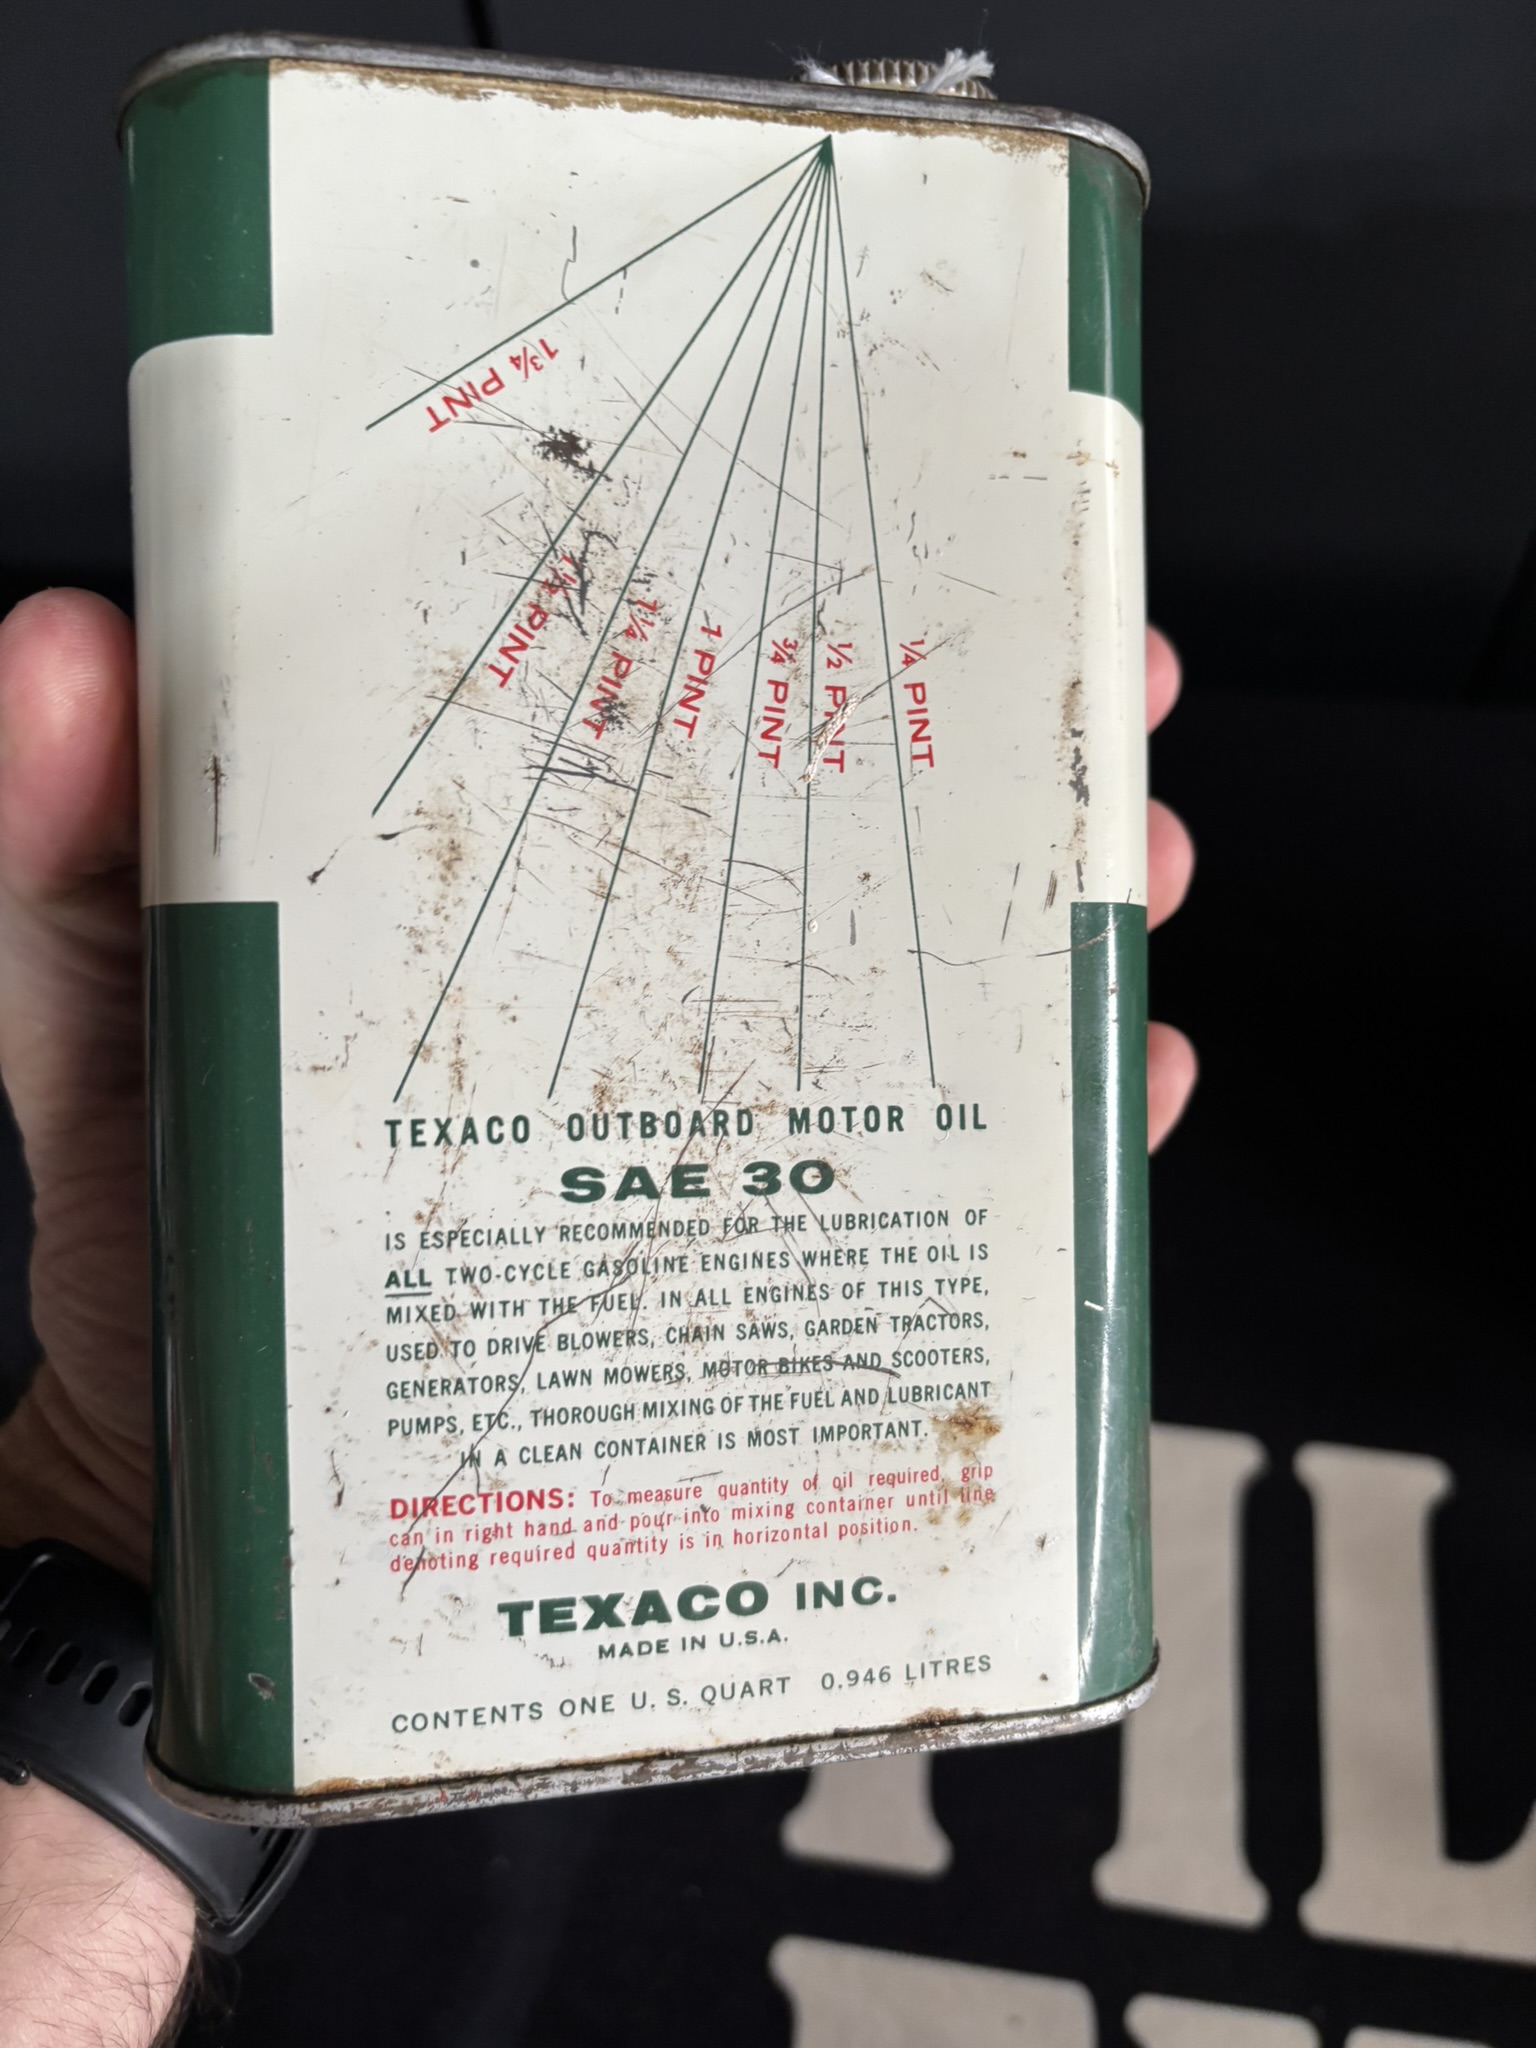 1¾ PINT
1½ PINT
1¼ PINT
1 PINT
¾ PINT
½ PINT
¼ PINT
TEXACO OUTBOARD MOTOR OIL
SAE 30
IS ESPECIALLY RECOMMENDED FOR THE LUBRICATION OF
ALL TWO-CYCLE GASOLINE ENGINES WHERE THE OIL IS
MIXED WITH THE FUEL. IN ALL ENGINES OF THIS TYPE,
USED TO DRIVE BLOWERS, CHAIN SAWS, GARDEN TRACTORS,
GENERATORS, LAWN MOWERS, MOTOR BIKES AND SCOOTERS,
PUMPS, ETC., THOROUGH MIXING OF THE FUEL AND LUBRICANT
IN A CLEAN CONTAINER IS MOST IMPORTANT.
DIRECTIONS: To measure quantity of oil required, grip
can in right hand and pour into mixing container until line
denoting required quantity is in horizontal position.
TEXACO INC.
MADE IN U.S.A.
CONTENTS ONE U. S. QUART 0.946 LITRES